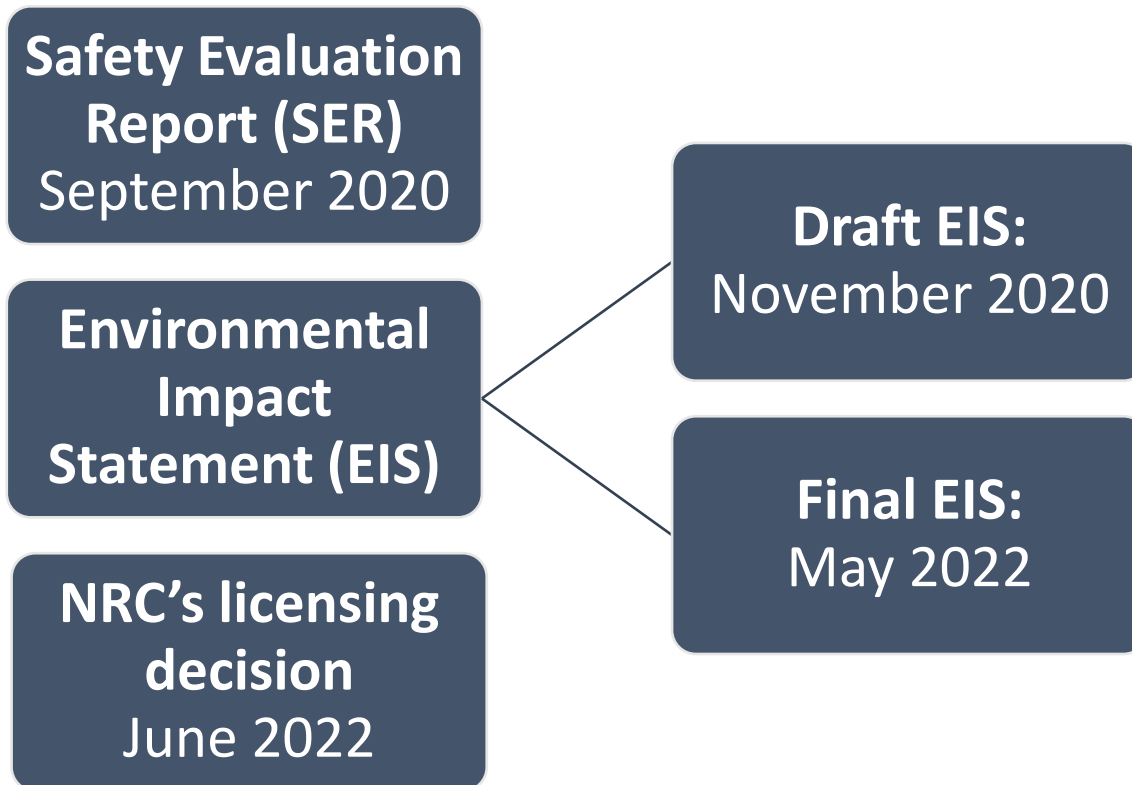 Safety Evaluation
Report (SER)
September 2020
Environmental
Impact
Statement (EIS)
Draft EIS:
November 2020
Final EIS:
May 2022
NRC’s licensing
decision
June 2022